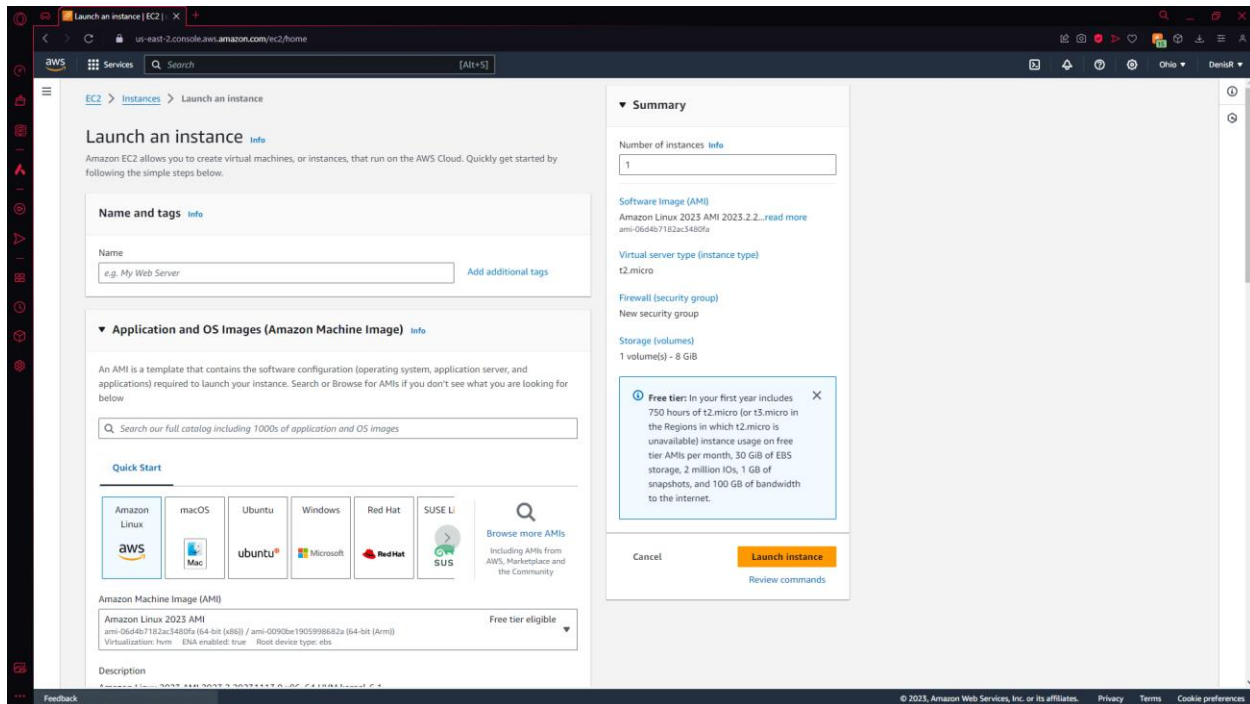 Launch an instance | EC2 |
us-east-2.console.aws.amazon.com/ec2/home
aws
Services
Search
[Alt+S]
Ohio
DenisR
EC2 > Instances > Launch an instance
Launch an instance Info
Amazon EC2 allows you to create virtual machines, or instances, that run on the AWS Cloud. Quickly get started by
following the simple steps below.
Name and tags Info
Name
e.g. My Web Server
Add additional tags
Application and OS Images (Amazon Machine Image) Info
An AMI is a template that contains the software configuration (operating system, application server, and
applications) required to launch your instance. Search or Browse for AMIs if you don't see what you are looking for
below
Search our full catalog including 1000s of application and OS images
Quick Start
Amazon
Linux
aws
macOS
Mac
Ubuntu
ubuntu®
Windows
Microsoft
Red Hat
Red Hat
SUSE Li
SUS
Browse more AMIs
Including AMIs from
AWS, Marketplace and
the Community
Amazon Machine Image (AMI)
Amazon Linux 2023 AMI
Free tier eligible
ami-06d4b7182ac3480fa (64-bit (x86)) / ami-0090be1905998682a (64-bit (Arm))
Virtualization: hvm ENA enabled: true Root device type: ebs
Description
Amazon Linux 2023 AMI 2023.2.20231113.0 x86_64 HVM kernel-6.1
Summary
Number of instances Info
1
Software Image (AMI)
Amazon Linux 2023 AMI 2023.2.2...read more
ami-06d4b7182ac3480fa
Virtual server type (instance type)
t2.micro
Firewall (security group)
New security group
Storage (volumes)
1 volume(s) - 8 GiB
Free tier: In your first year includes
750 hours of t2.micro (or t3.micro in
the Regions in which t2.micro is
unavailable) instance usage on free
tier AMIs per month, 30 GiB of EBS
storage, 2 million IOs, 1 GB of
snapshots, and 100 GB of bandwidth
to the internet.
Cancel
Launch instance
Review commands
Feedback
© 2023, Amazon Web Services, Inc. or its affiliates.
Privacy
Terms
Cookie preferences